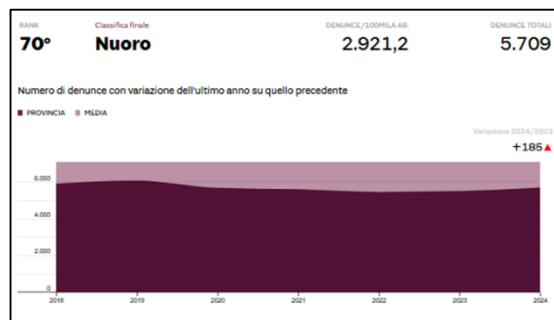 RANK Classifica finale DENUNCE/100MILA AB. DENUNCE TOTALI
70° Nuoro 2.921,2 5.709
Numero di denunce con variazione dell'ultimo anno su quello precedente
PROVINCIA MEDIA
Variazione 2024/2023
+185
6.000
4.000
2.000
0
2018 2019 2020 2021 2022 2023 2024